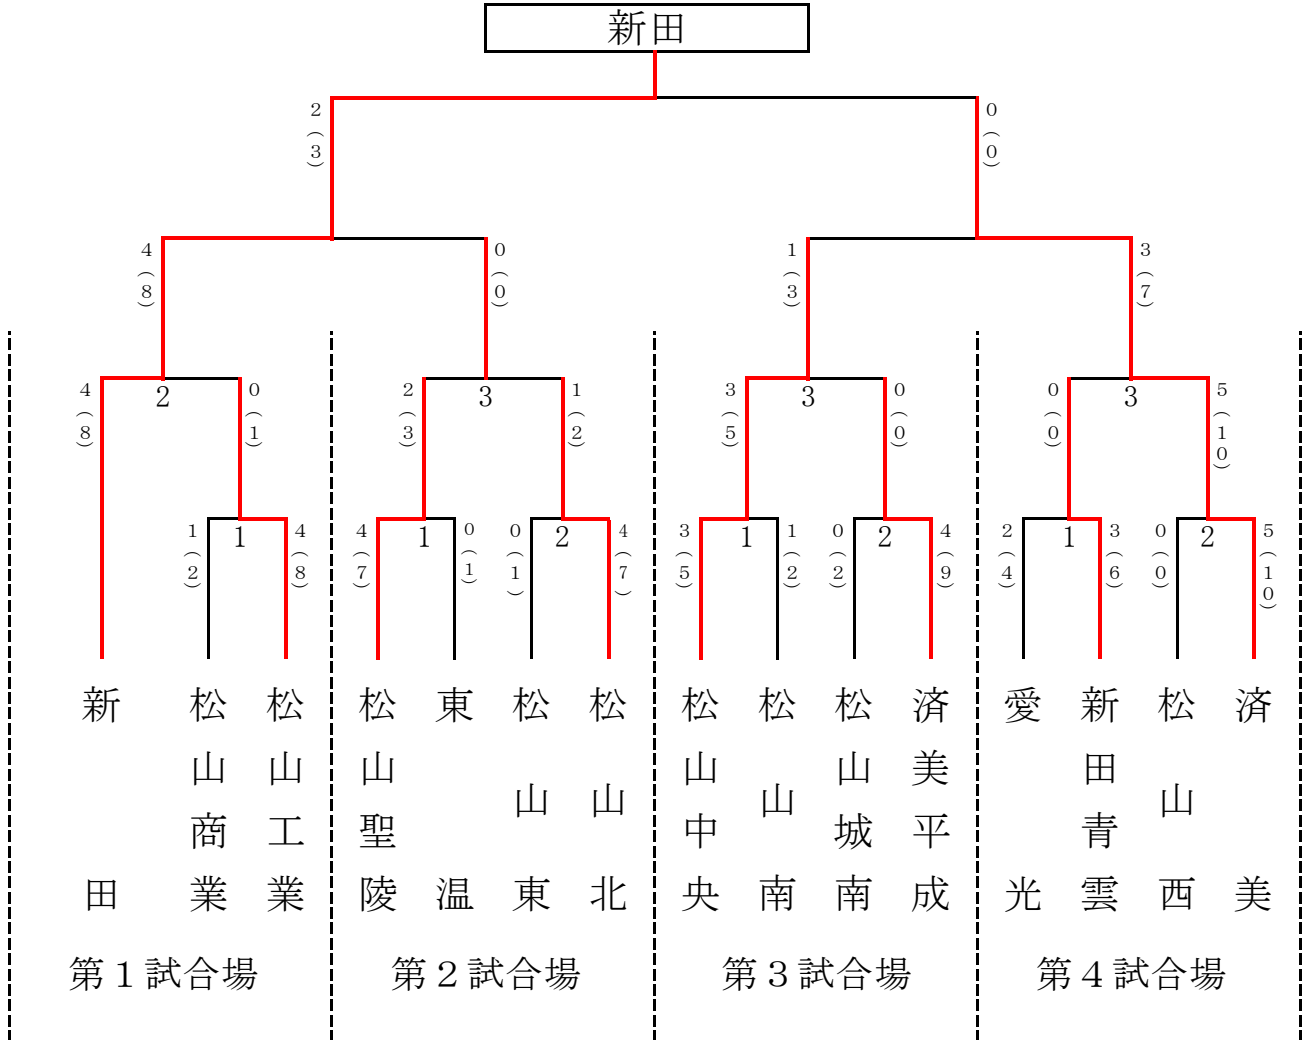 新田
2(3) 0(0)
4(8) 0(0) 1(3) 3(7)
4(8) 2 0(1) 2(3) 3 1(2) 3(5) 3 0(0) 0(0) 3 5(10)
1(2) 1 4(8) 4(7) 1 0(1) 0(1) 2 4(7) 3(5) 1 1(2) 0(2) 2 4(9) 2(4) 1 3(6) 0(0) 2 5(10)
新田
松山商業
松山工業
松山聖陵
東温
松山東
松山北
松山中央
松山南
松山城南
済美平成
愛光
新田青雲
松山西
済美
第1試合場 第2試合場 第3試合場 第4試合場